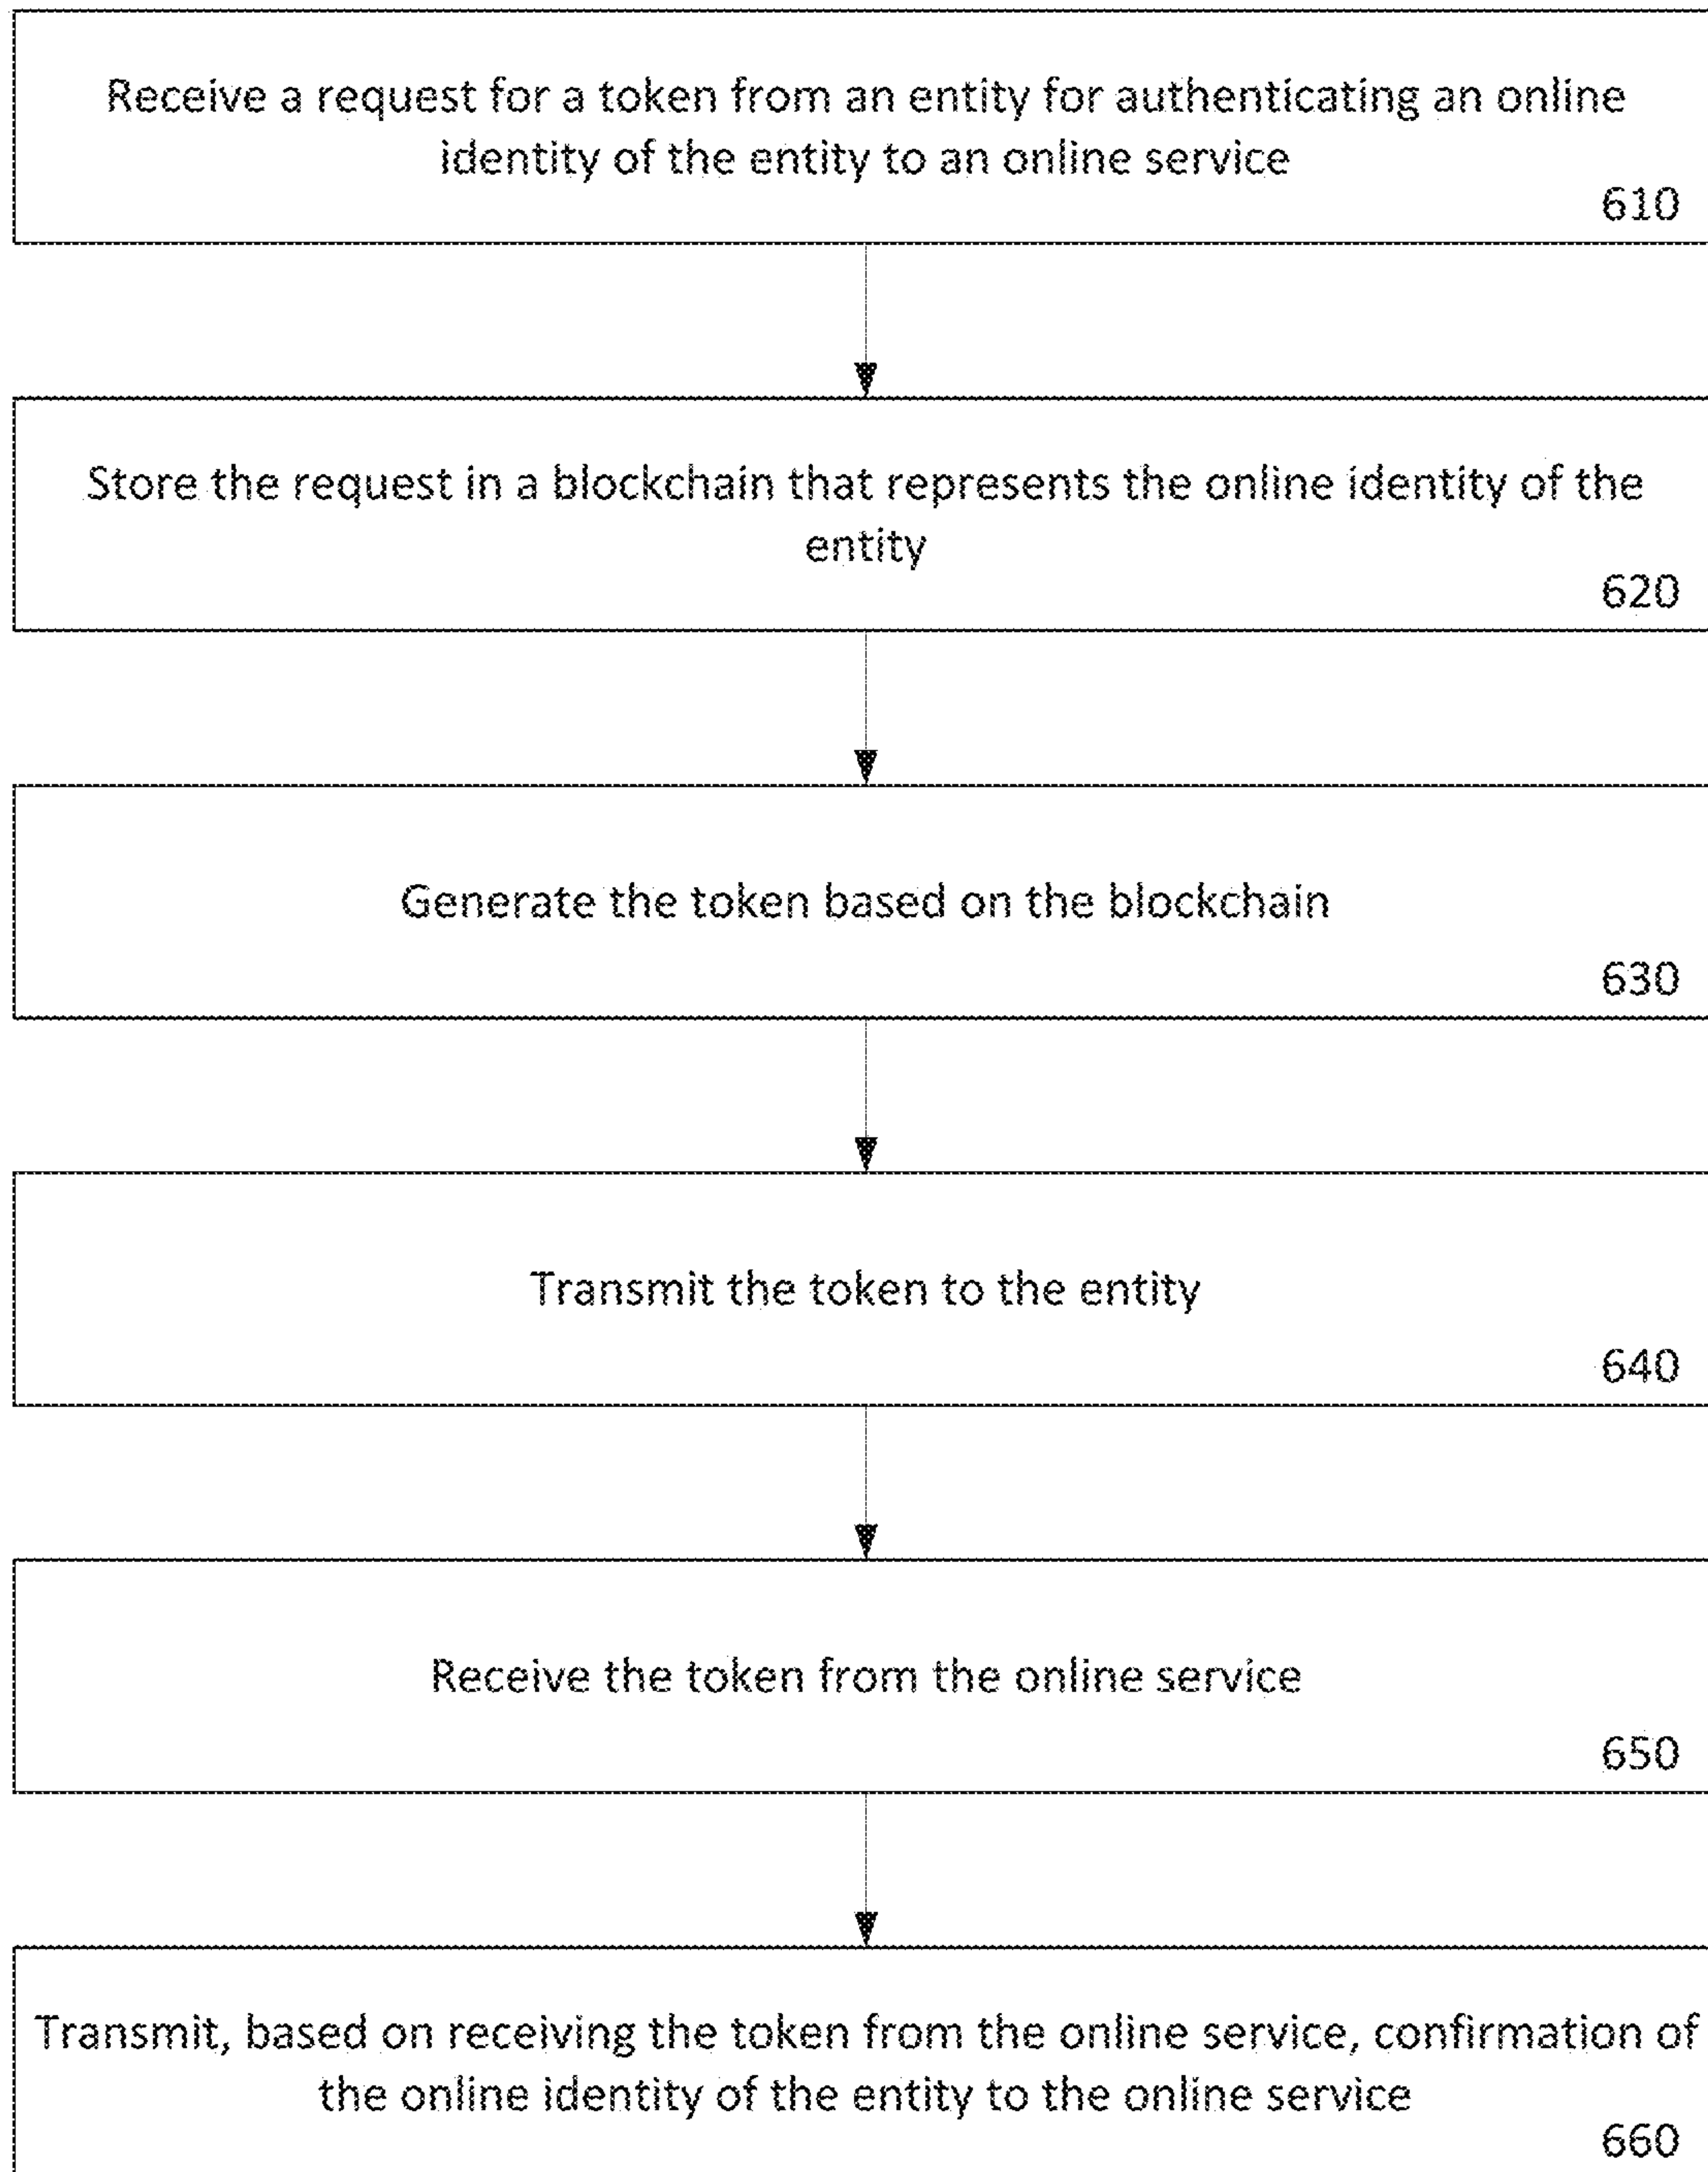 Receive a request for a token from an entity for authenticating an online
identity of the entity to an online service
610
Store the request in a blockchain that represents the online identity of the
entity
620
Generate the token based on the blockchain
630
Transmit the token to the entity
640
Receive the token from the online service
650
Transmit, based on receiving the token from the online service, confirmation of
the online identity of the entity to the online service
660